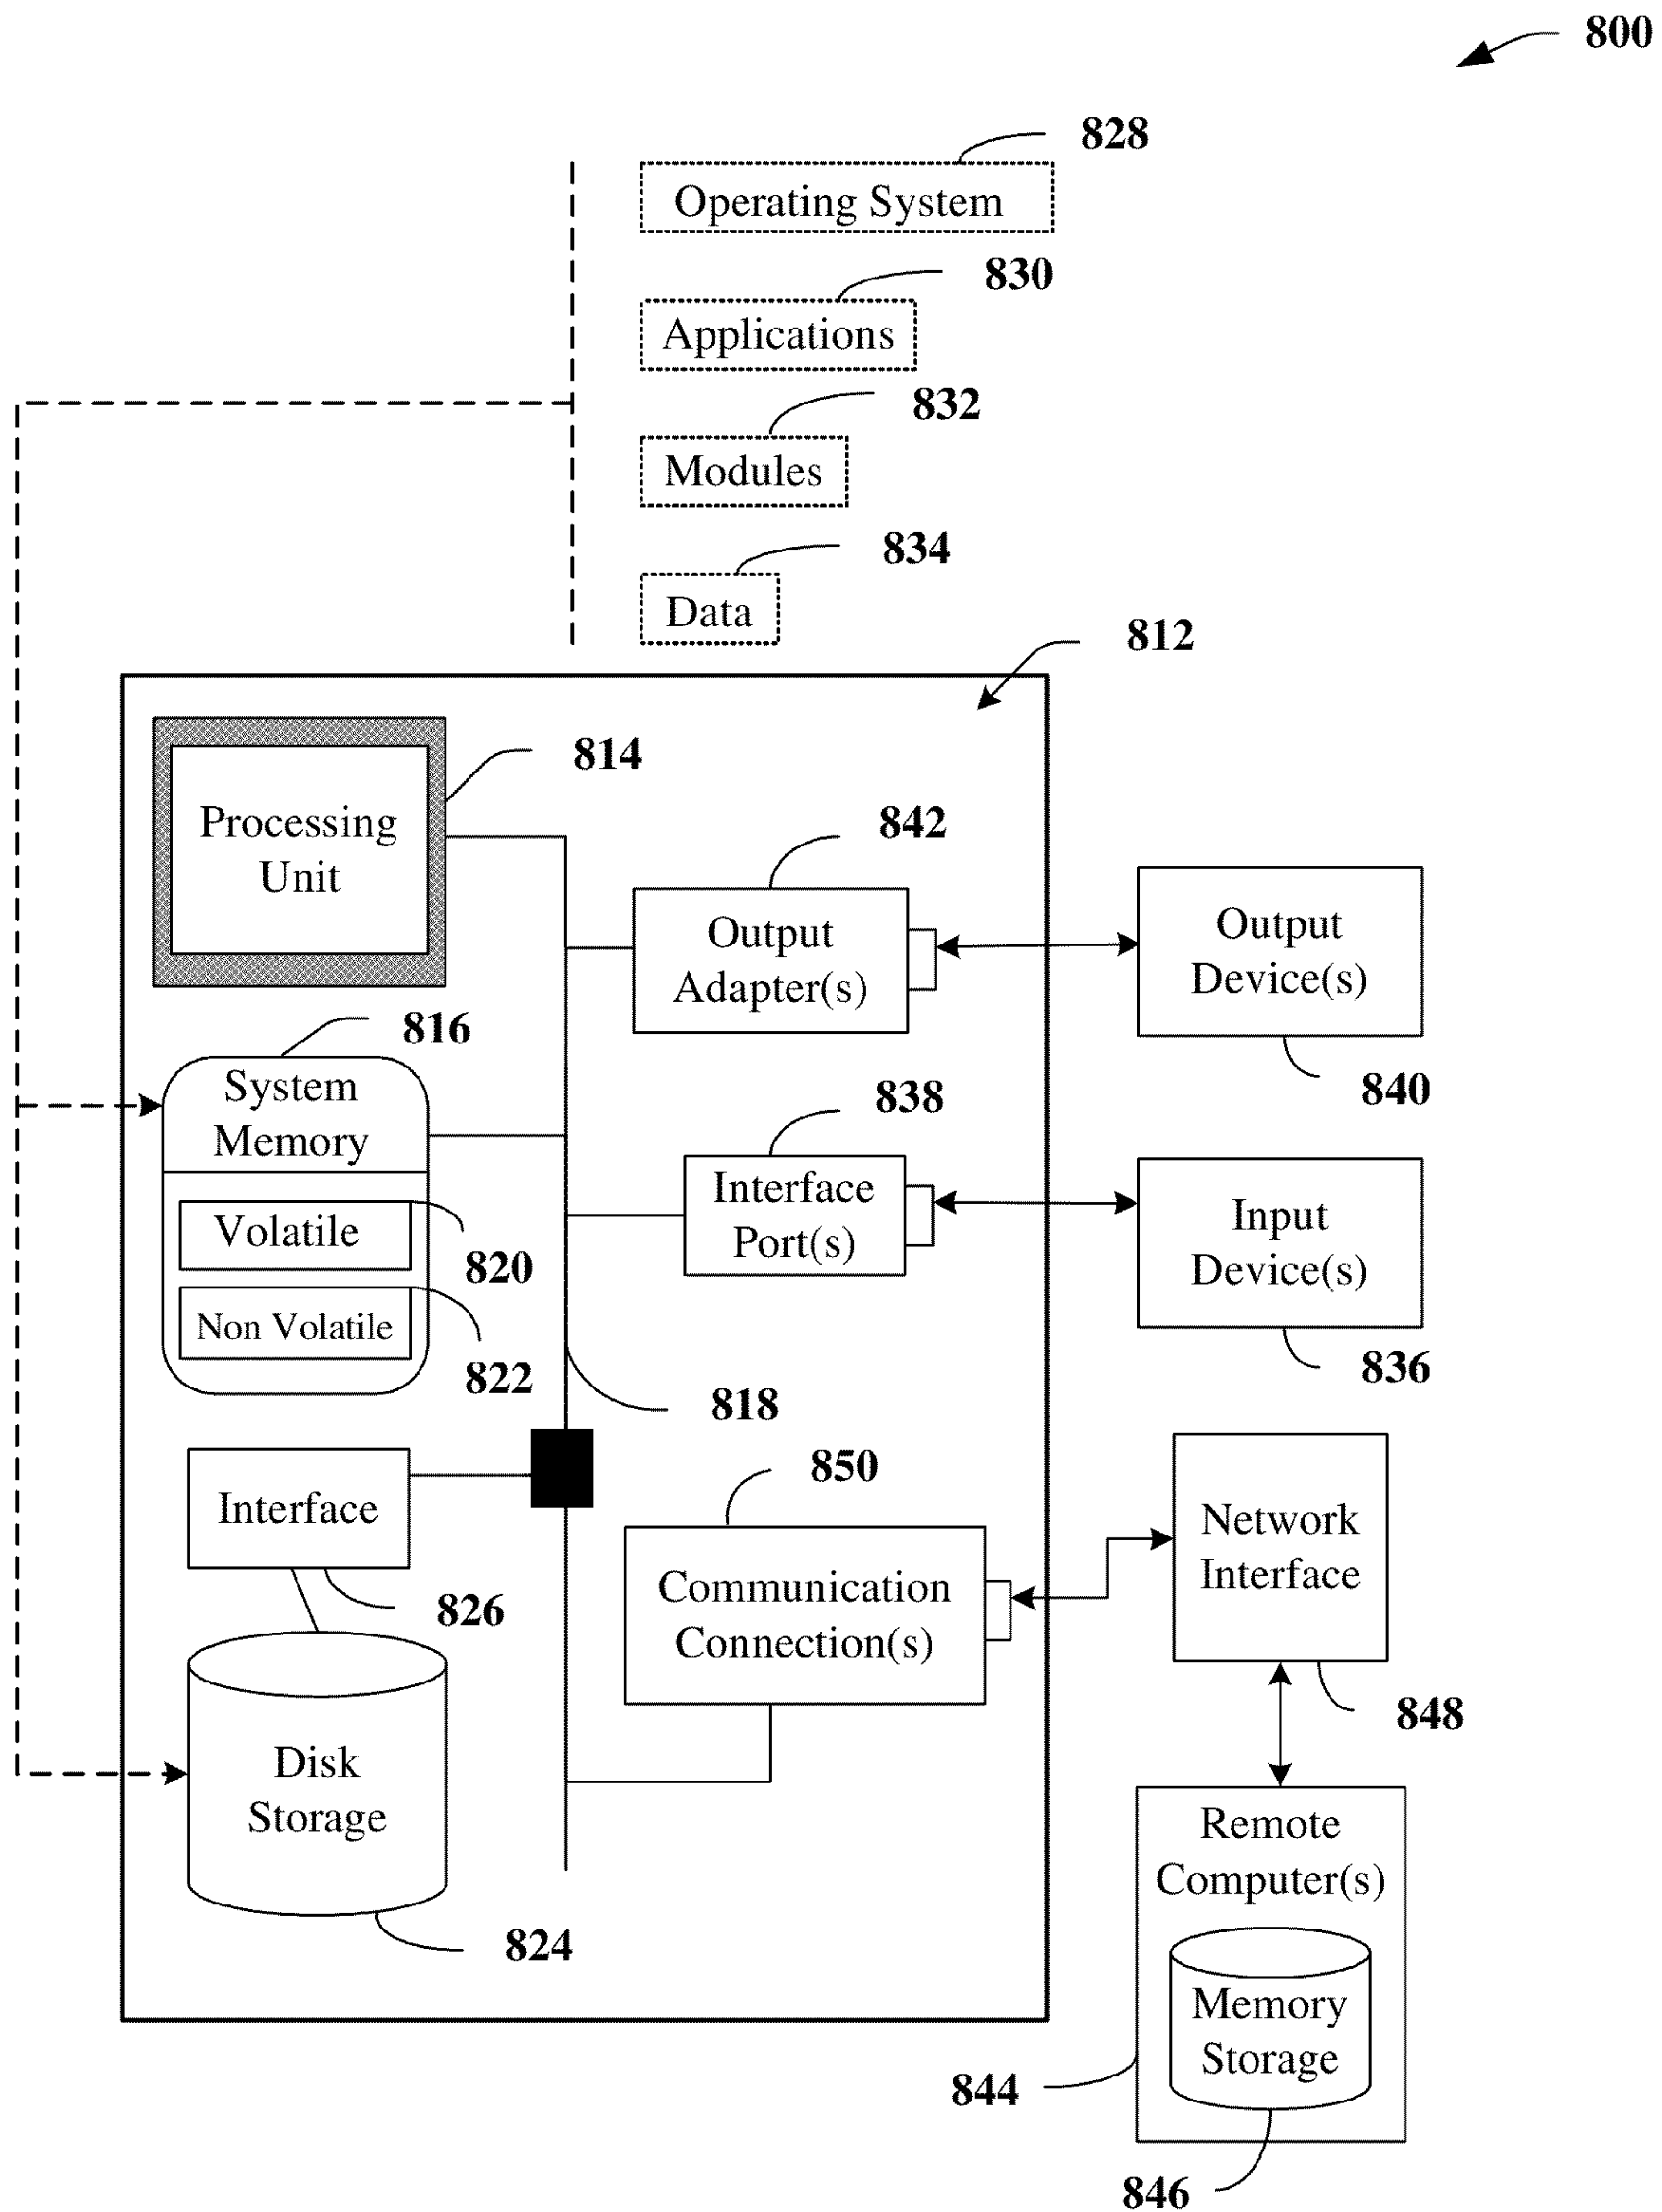 800
828
Operating System
830
Applications
832
Modules
834
Data
812
814
Processing
Unit
842
Output
Adapter(s)
Output
Device(s)
840
816
System
Memory
838
Interface
Port(s)
Input
Device(s)
836
Volatile
820
Non Volatile
822
818
850
Interface
826
Communication
Connection(s)
Network
Interface
848
Disk
Storage
824
Remote
Computer(s)
Memory
Storage
844
846